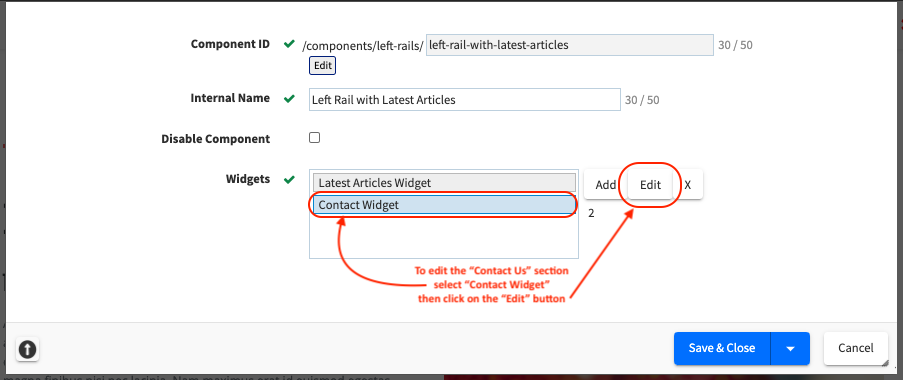 Component ID /components/left-rails/ left-rail-with-latest-articles 30 / 50
Edit
Internal Name Left Rail with Latest Articles 30 / 50
Disable Component
Widgets Latest Articles Widget Add Edit X
Contact Widget 2
To edit the “Contact Us” section
select “Contact Widget”
then click on the “Edit” button
Save & Close Cancel